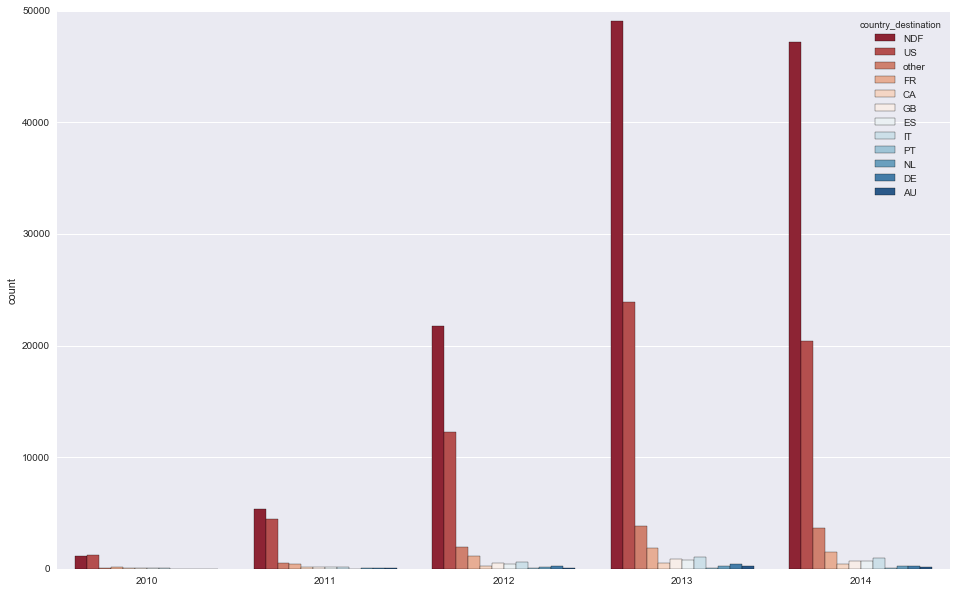 50000
40000
30000
20000
10000
0
count
2010 2011 2012 2013 2014
country_destination
NDF
US
other
FR
CA
GB
ES
IT
PT
NL
DE
AU